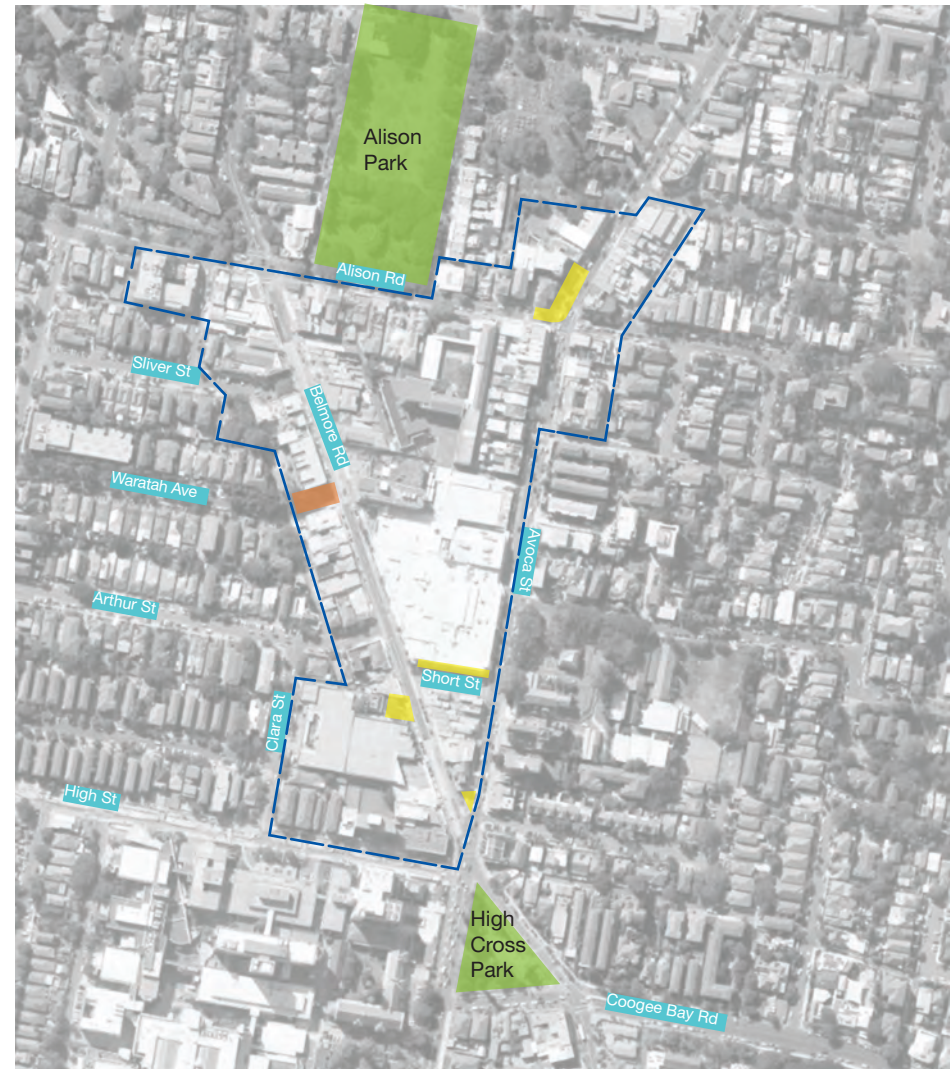 Alison
Park
Alison Rd
Sliver St
Belmore Rd
Waratah Ave
Avoca St
Arthur St
Short St
Clara St
High St
High
Cross
Park
Coogee Bay Rd